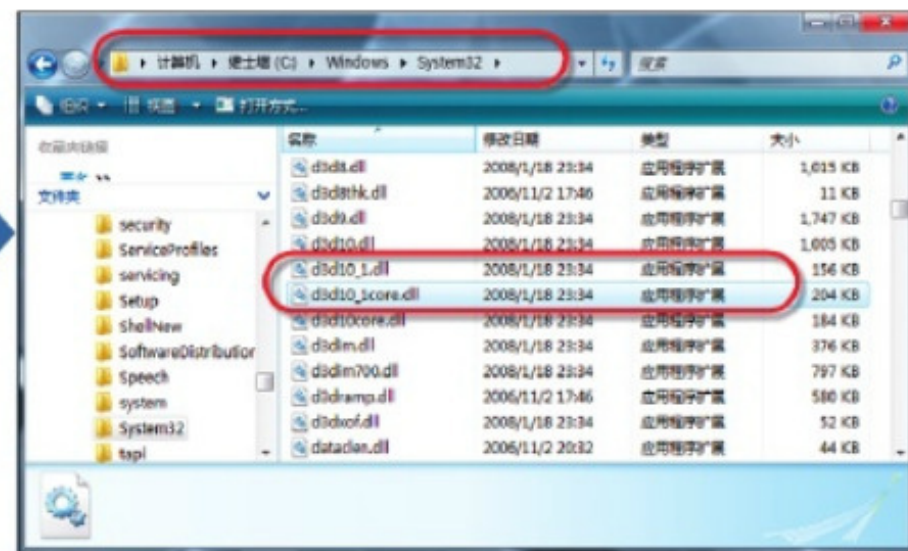 计算机 ▸ 使士塔 (C:) ▸ Windows ▸ System32 ▸
搜索
组织 视图 打开方式...
收藏夹链接
文件夹
security
ServiceProfiles
servicing
Setup
ShellNew
SoftwareDistribution
Speech
system
System32
tapi
名称 修改日期 类型 大小
d3d8.dll 2008/1/18 23:34 应用程序扩展 1,015 KB
d3d8thk.dll 2006/11/2 17:46 应用程序扩展 11 KB
d3d9.dll 2008/1/18 23:34 应用程序扩展 1,747 KB
d3d10.dll 2008/1/18 23:34 应用程序扩展 1,005 KB
d3d10_1.dll 2008/1/18 23:34 应用程序扩展 156 KB
d3d10_1core.dll 2008/1/18 23:34 应用程序扩展 204 KB
d3d10core.dll 2008/1/18 23:34 应用程序扩展 184 KB
d3dim.dll 2008/1/18 23:34 应用程序扩展 376 KB
d3dim700.dll 2008/1/18 23:34 应用程序扩展 797 KB
d3dramp.dll 2006/11/2 17:46 应用程序扩展 580 KB
d3dxof.dll 2008/1/18 23:34 应用程序扩展 52 KB
dataclen.dll 2006/11/2 20:32 应用程序扩展 44 KB